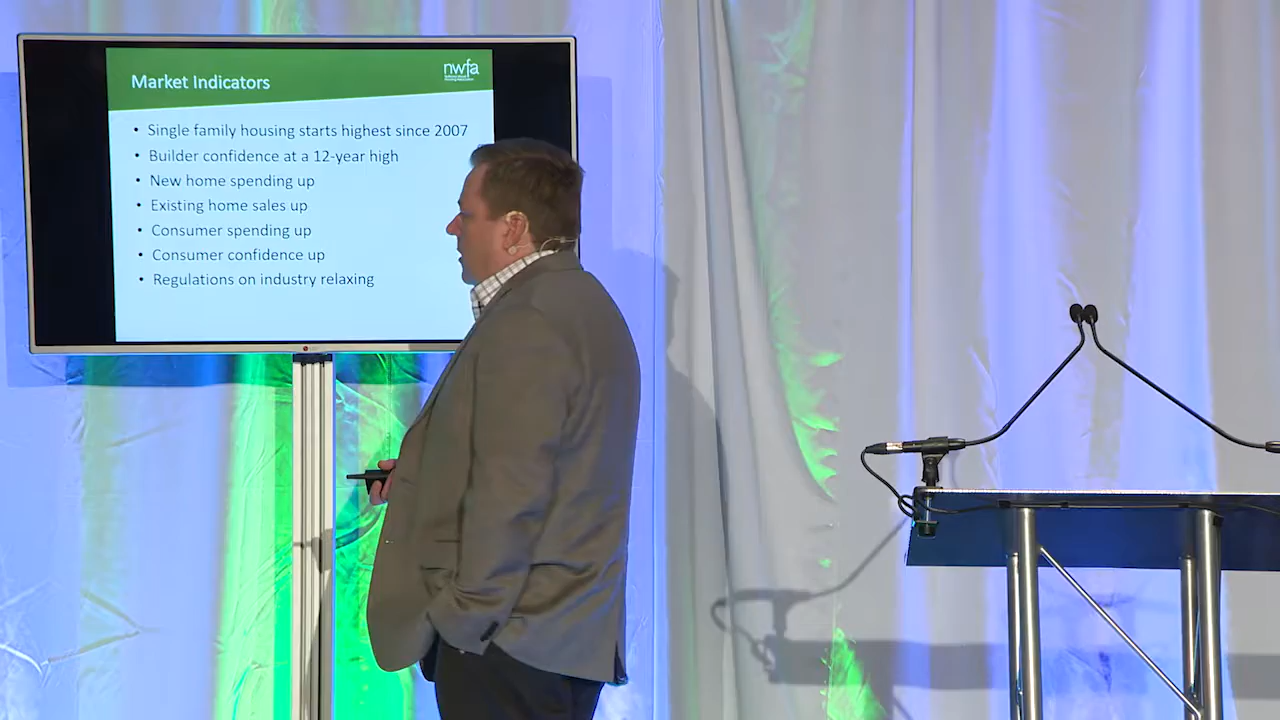 Market Indicators
nwfa
• Single family housing starts highest since 2007
• Builder confidence at a 12-year high
• New home spending up
• Existing home sales up
• Consumer spending up
• Consumer confidence up
• Regulations on industry relaxing